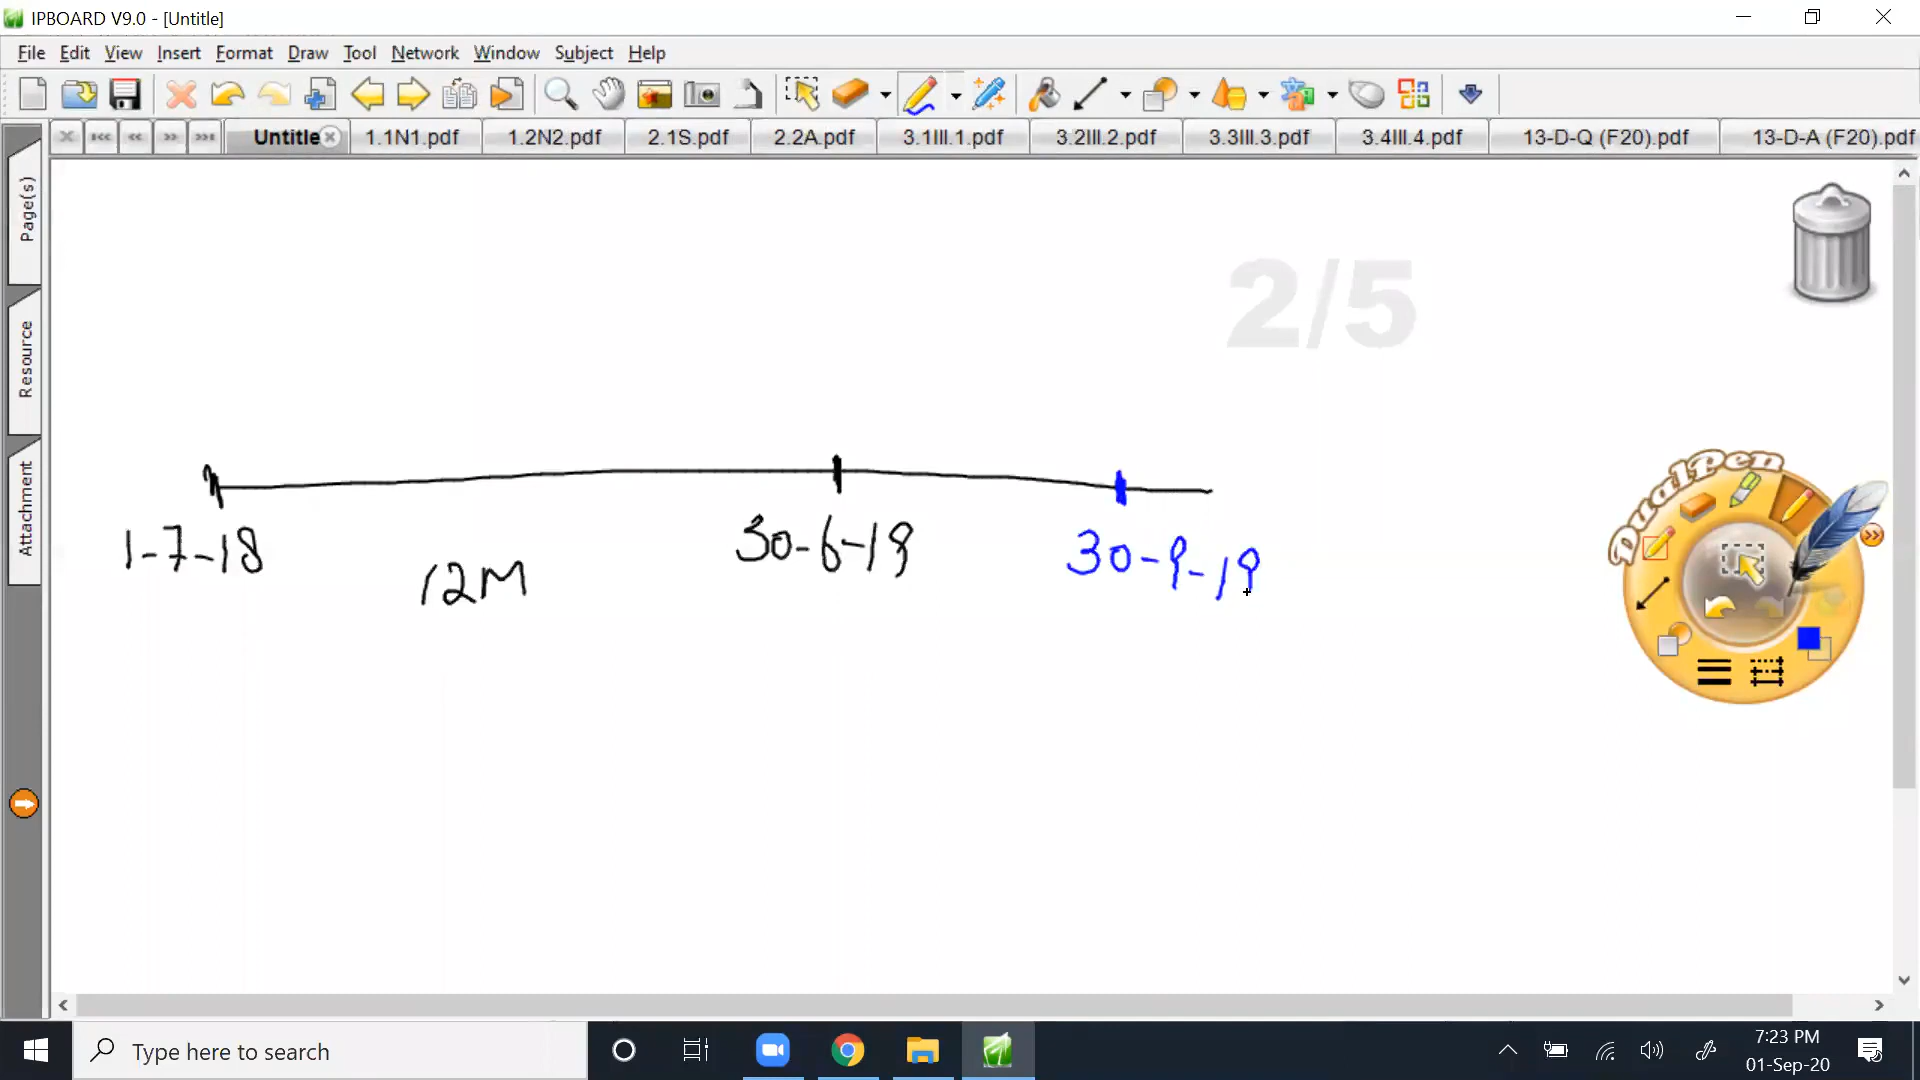 IPBOARD V9.0 - [Untitle]
File Edit View Insert Format Draw Tool Network Window Subject Help
Untitle 1.1N1.pdf 1.2N2.pdf 2.1S.pdf 2.2A.pdf 3.1III.1.pdf 3.2III.2.pdf 3.3III.3.pdf 3.4III.4.pdf 13-D-Q (F20).pdf 13-D-A (F20).pdf
Page(s)
Resource
Attachment
2/5
DualPen
1-7-18
30-6-19
30-9-19
12M
Type here to search
7:23 PM
01-Sep-20